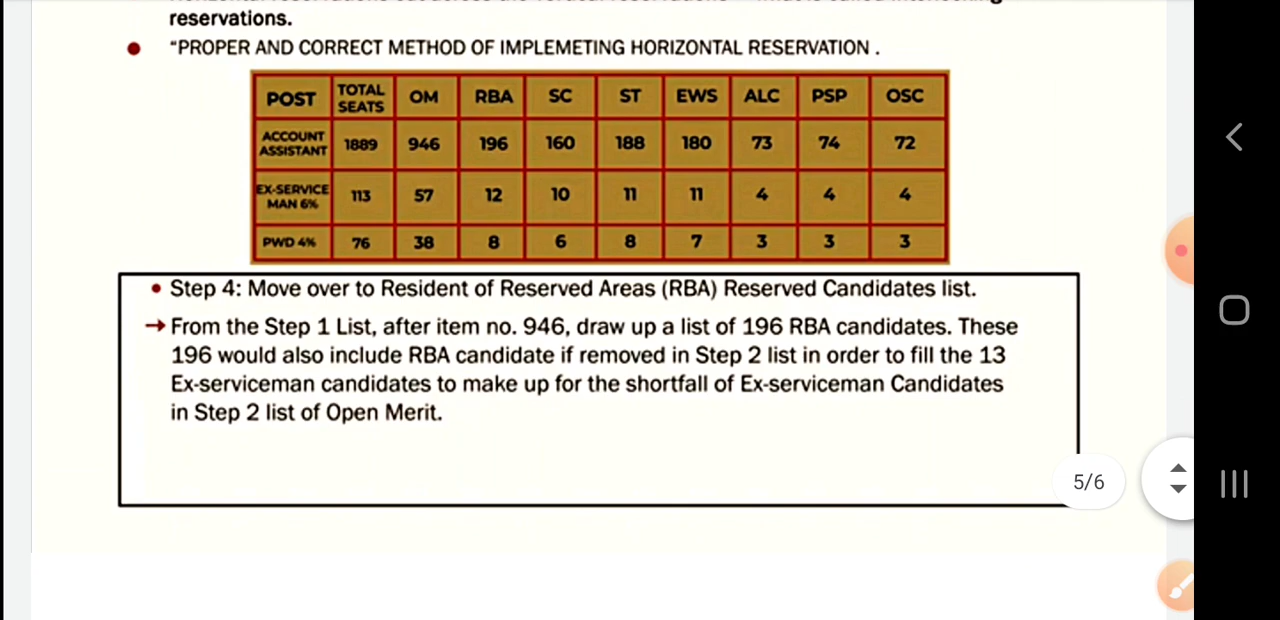 reservations.
• "PROPER AND CORRECT METHOD OF IMPLEMETING HORIZONTAL RESERVATION .
POST TOTAL SEATS OM RBA SC ST EWS ALC PSP OSC
ACCOUNT ASSISTANT 1889 946 196 160 188 180 73 74 72
EX-SERVICE MAN 6% 113 57 12 10 11 11 4 4 4
PWD 4% 76 38 8 6 8 7 3 3 3
• Step 4: Move over to Resident of Reserved Areas (RBA) Reserved Candidates list.
→ From the Step 1 List, after item no. 946, draw up a list of 196 RBA candidates. These
196 would also include RBA candidate if removed in Step 2 list in order to fill the 13
Ex-serviceman candidates to make up for the shortfall of Ex-serviceman Candidates
in Step 2 list of Open Merit.
5/6